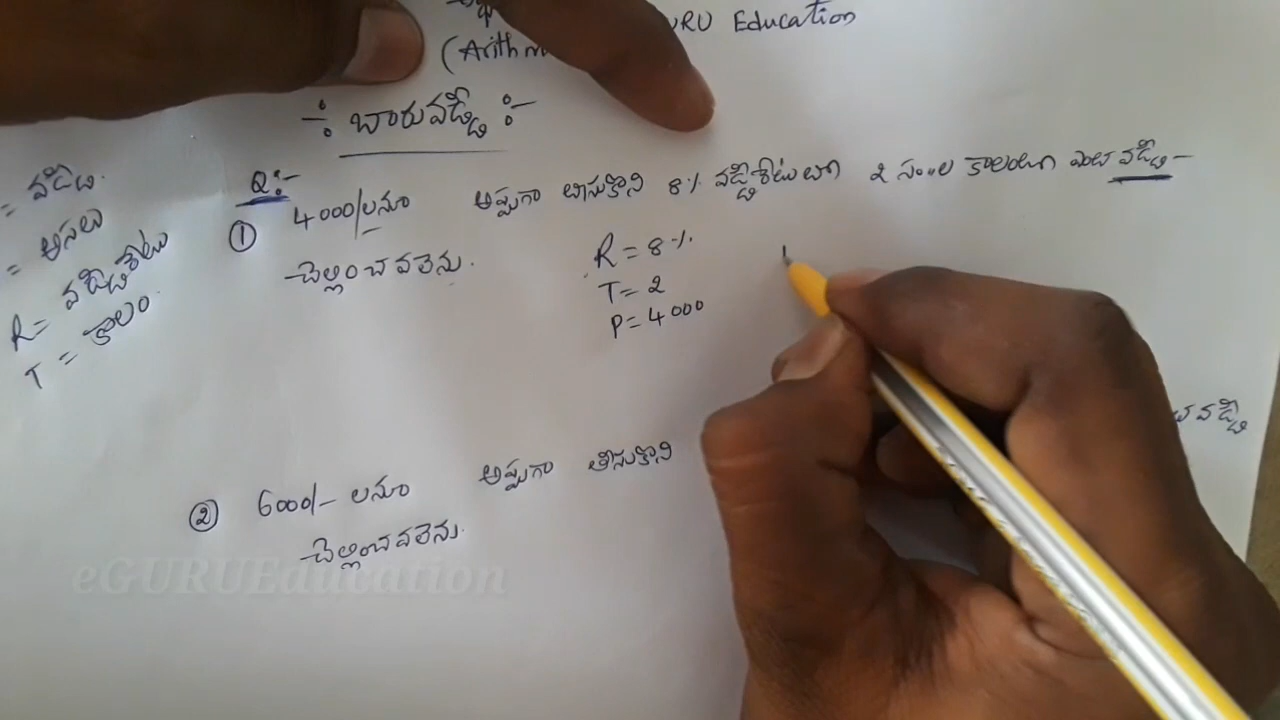 URU Education
(Arith
బారువడ్డీ
= వడ్డీ.
= అసలు
R = వడ్డీరేటు
T = కాలం.
Q:-
① 4000/లనూ అప్పుగా తీసుకొని 8% వడ్డీరేటుతో 2 సం..ల కాలంలో ఎంత వడ్డీ-
చెల్లించవలెను.
R = 8%
T = 2
P = 4000
② 6000/- లనూ అప్పుగా తీసుకొని వడ్డీ
చెల్లించవలెను.
eGURUEducation